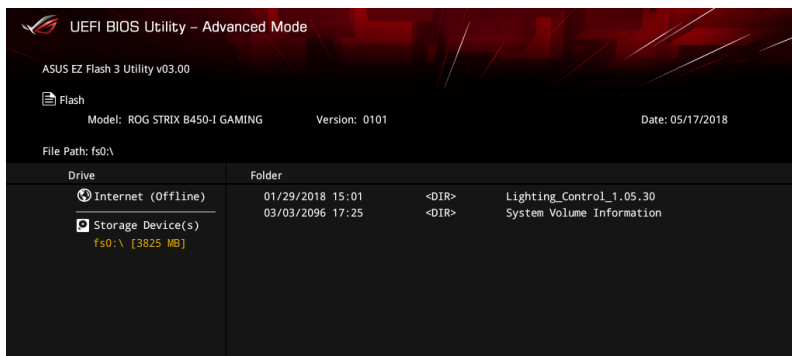 UEFI BIOS Utility – Advanced Mode
ASUS EZ Flash 3 Utility v03.00
Flash
Model: ROG STRIX B450-I GAMING Version: 0101 Date: 05/17/2018
File Path: fs0:\
Drive Folder
Internet (Offline) 01/29/2018 15:01 <DIR> Lighting_Control_1.05.30
03/03/2096 17:25 <DIR> System Volume Information
Storage Device(s)
fs0:\ [3825 MB]